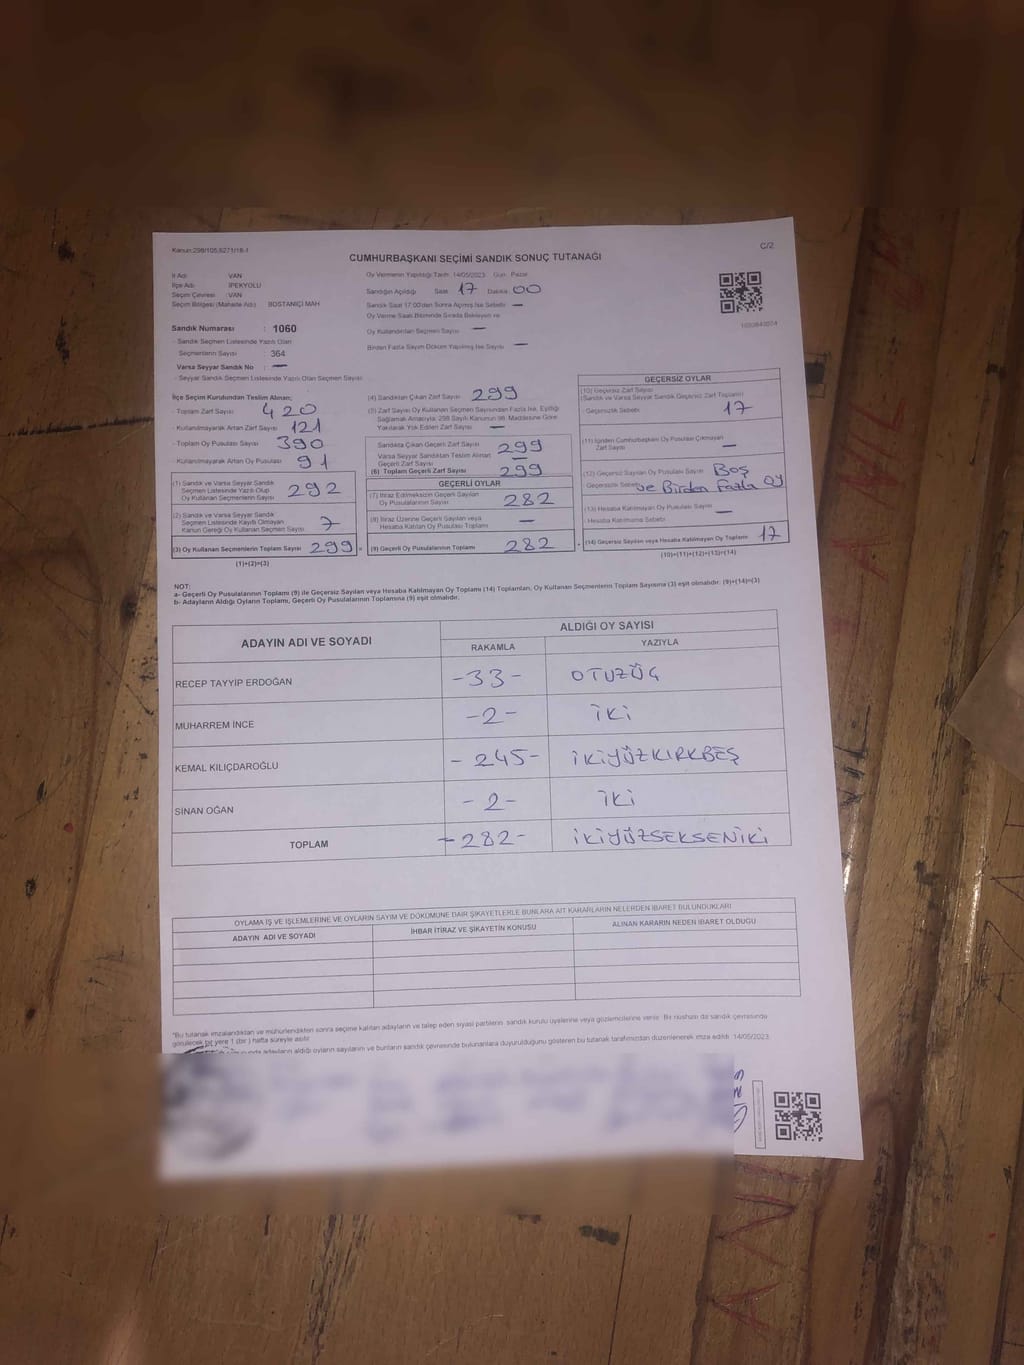 Kanun:298/105,6271/18-1
C/2
CUMHURBAŞKANI SEÇİMİ SANDIK SONUÇ TUTANAĞI
İl Adı VAN
İlçe Adı İPEKYOLU
Seçim Çevresi : VAN
Seçim Bölgesi (Mahalle Adı) BOSTANİÇİ MAH
Sandık Numarası : 1060
- Sandık Seçmen Listesinde Yazılı Olan
Seçmenlerin Sayısı : 364
Varsa Seyyar Sandık No : —
- Seyyar Sandık Seçmen Listesinde Yazılı Olan Seçmen Sayısı
Oy Vermenin Yapıldığı Tarih: 14/05/2023 Gün: Pazar
Sandığın Açıldığı Saat 17 Dakika 00
Sandık Saat 17:00'den Sonra Açılmış İse Sebebi —
Oy Verme Saati Bitiminde Sırada Bekleyen ve
Oy Kullandırılan Seçmen Sayısı —
Birden Fazla Sayım Döküm Yapılmış İse Sayısı —
İlçe Seçim Kurulundan Teslim Alınan;
- Toplam Zarf Sayısı 420
- Kullanılmayarak Artan Zarf Sayısı 121
- Toplam Oy Pusulası Sayısı 390
- Kullanılmayarak Artan Oy Pusulası 91
(1) Sandık ve Varsa Seyyar Sandık
Seçmen Listesinde Yazılı Olup
Oy Kullanan Seçmenlerin Sayısı 292
(2) Sandık ve Varsa Seyyar Sandık
Seçmen Listesinde Kayıtlı Olmayan
Kanun Gereği Oy Kullanan Seçmen Sayısı 7
(3) Oy Kullanan Seçmenlerin Toplam Sayısı 299 =
(1)+(2)=(3)
(4) Sandıktan Çıkan Zarf Sayısı 299
(5) Zarf Sayısı Oy Kullanan Seçmen Sayısından Fazla İse, Eşitliği
Sağlamak Amacıyla; 298 Sayılı Kanunun 98. Maddesine Göre
Yakılarak Yok Edilen Zarf Sayısı —
Sandıkta Çıkan Geçerli Zarf Sayısı 299
Varsa Seyyar Sandıktan Teslim Alınan
Geçerli Zarf Sayısı —
(6) Toplam Geçerli Zarf Sayısı 299
GEÇERLİ OYLAR
(7) İtiraz Edilmeksizin Geçerli Sayılan
Oy Pusulalarının Sayısı 282
(8) İtiraz Üzerine Geçerli Sayılan veya
Hesaba Katılan Oy Pusulası Toplamı —
(9) Geçerli Oy Pusulalarının Toplamı 282 +
GEÇERSİZ OYLAR
(10) Geçersiz Zarf Sayısı
(Sandık ve Varsa Seyyar Sandık Geçersiz Zarf Toplamı)
- Geçersizlik Sebebi 17
(11) İçinden Cumhurbaşkanı Oy Pusulası Çıkmayan
Zarf Sayısı —
(12) Geçersiz Sayılan Oy Pusulası Sayısı Boş
Geçersizlik Sebebi ve Birden Fazla Oy
(13) Hesaba Katılmayan Oy Pusulası Sayısı —
Hesaba Katılmama Sebebi
(14) Geçersiz Sayılan veya Hesaba Katılmayan Oy Toplamı 17
(10)+(11)+(12)+(13)=(14)
NOT:
a- Geçerli Oy Pusulalarının Toplamı (9) ile Geçersiz Sayılan veya Hesaba Katılmayan Oy Toplamı (14) Toplamları, Oy Kullanan Seçmenlerin Toplam Sayısına (3) eşit olmalıdır. (9)+(14)=(3)
b- Adayların Aldığı Oyların Toplamı, Geçerli Oy Pusulalarının Toplamına (9) eşit olmalıdır.
ADAYIN ADI VE SOYADI ALDIĞI OY SAYISI
RAKAMLA YAZIYLA
RECEP TAYYİP ERDOĞAN -33- OTUZÜÇ
MUHARREM İNCE -2- İKİ
KEMAL KILIÇDAROĞLU -245- İKİYÜZKIRKBEŞ
SİNAN OĞAN -2- İKİ
TOPLAM -282- İKİYÜZSEKSENİKİ
OYLAMA İŞ VE İŞLEMLERİNE VE OYLARIN SAYIM VE DÖKÜMÜNE DAİR ŞİKAYETLERLE BUNLARA AİT KARARLARIN NELERDEN İBARET BULUNDUKLARI
ADAYIN ADI VE SOYADI İHBAR İTİRAZ VE ŞİKAYETİN KONUSU ALINAN KARARIN NEDEN İBARET OLDUĞU
*Bu tutanak imzalandıktan ve mühürlendikten sonra seçime katılan adayların ve talep eden siyasi partilerin sandık kurulu üyelerine veya gözlemcilerine verilir. Bir nüshası da sandık çevresinde
görülecek bir yere 1 (bir) hafta süreyle asılır.
adayların aldığı oyların sayılarını ve bunların sandık çevresinde bulunanlara duyurulduğunu gösteren bu tutanak tarafımızdan düzenlenerek imza edildi. 14/05/2023